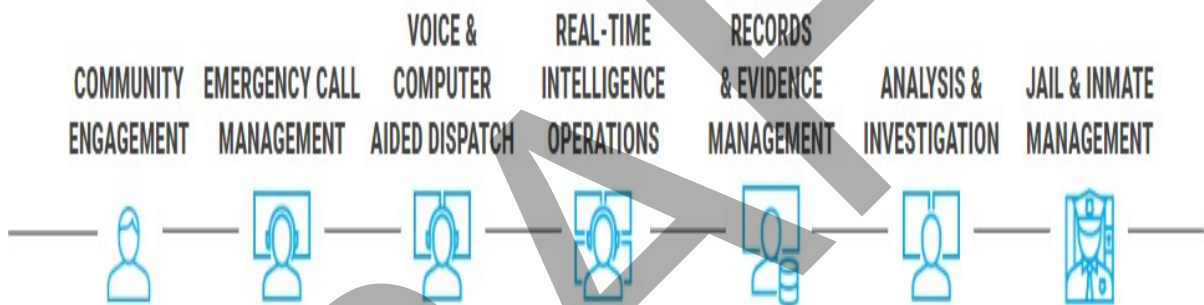 COMMUNITY
ENGAGEMENT
EMERGENCY CALL
MANAGEMENT
VOICE &
COMPUTER
AIDED DISPATCH
REAL-TIME
INTELLIGENCE
OPERATIONS
RECORDS
& EVIDENCE
MANAGEMENT
ANALYSIS &
INVESTIGATION
JAIL & INMATE
MANAGEMENT